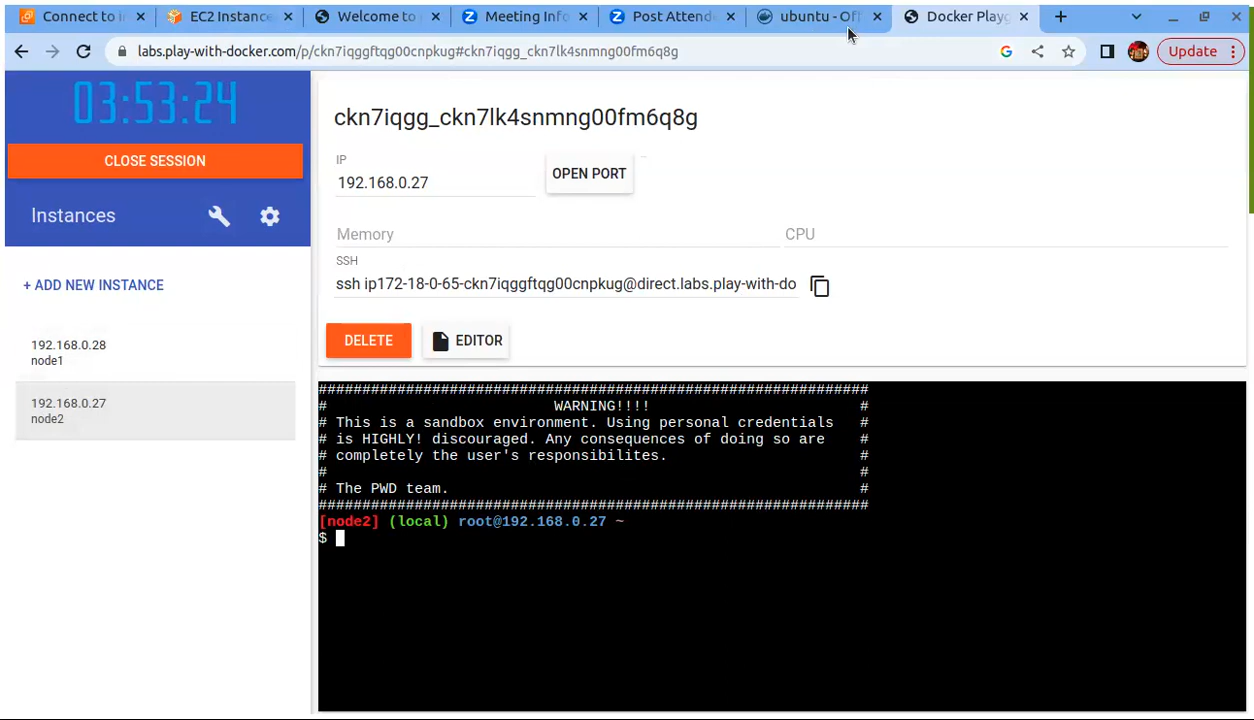 Connect to i
EC2 Instanc
Welcome to
Meeting Info
Post Attend
ubuntu - Of
Docker Play
labs.play-with-docker.com/p/ckn7iqggftqg00cnpkug#ckn7iqgg_ckn7lk4snmng00fm6q8g
Update
03:53:24
CLOSE SESSION
Instances
+ ADD NEW INSTANCE
192.168.0.28
node1
192.168.0.27
node2
ckn7iqgg_ckn7lk4snmng00fm6q8g
IP
192.168.0.27
OPEN PORT
Memory
CPU
SSH
ssh ip172-18-0-65-ckn7iqggftqg00cnpkug@direct.labs.play-with-do
DELETE
EDITOR
##############################################################
# WARNING!!!! #
# This is a sandbox environment. Using personal credentials #
# is HIGHLY! discouraged. Any consequences of doing so are #
# completely the user's responsibilites. #
# #
# The PWD team. #
##############################################################
[node2] (local) root@192.168.0.27 ~
$